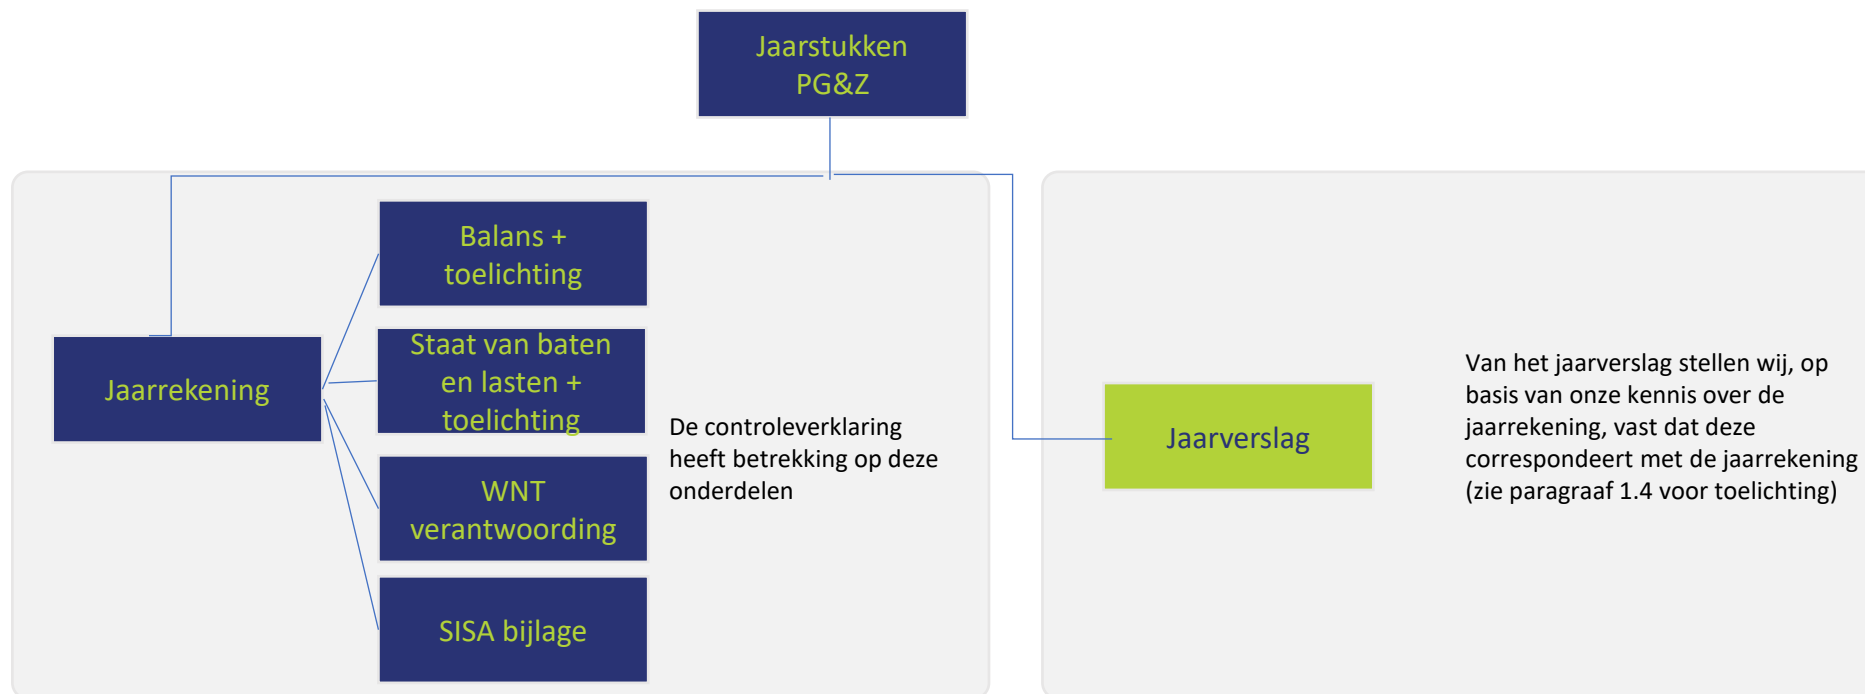 Jaarstukken
PG&Z
Balans +
toelichting
Staat van baten
en lasten +
toelichting
Jaarrekening
WNT
verantwoording
SISA bijlage
De controleverklaring
heeft betrekking op deze
onderdelen
Jaarverslag
Van het jaarverslag stellen wij, op
basis van onze kennis over de
jaarrekening, vast dat deze
correspondeert met de jaarrekening
(zie paragraaf 1.4 voor toelichting)